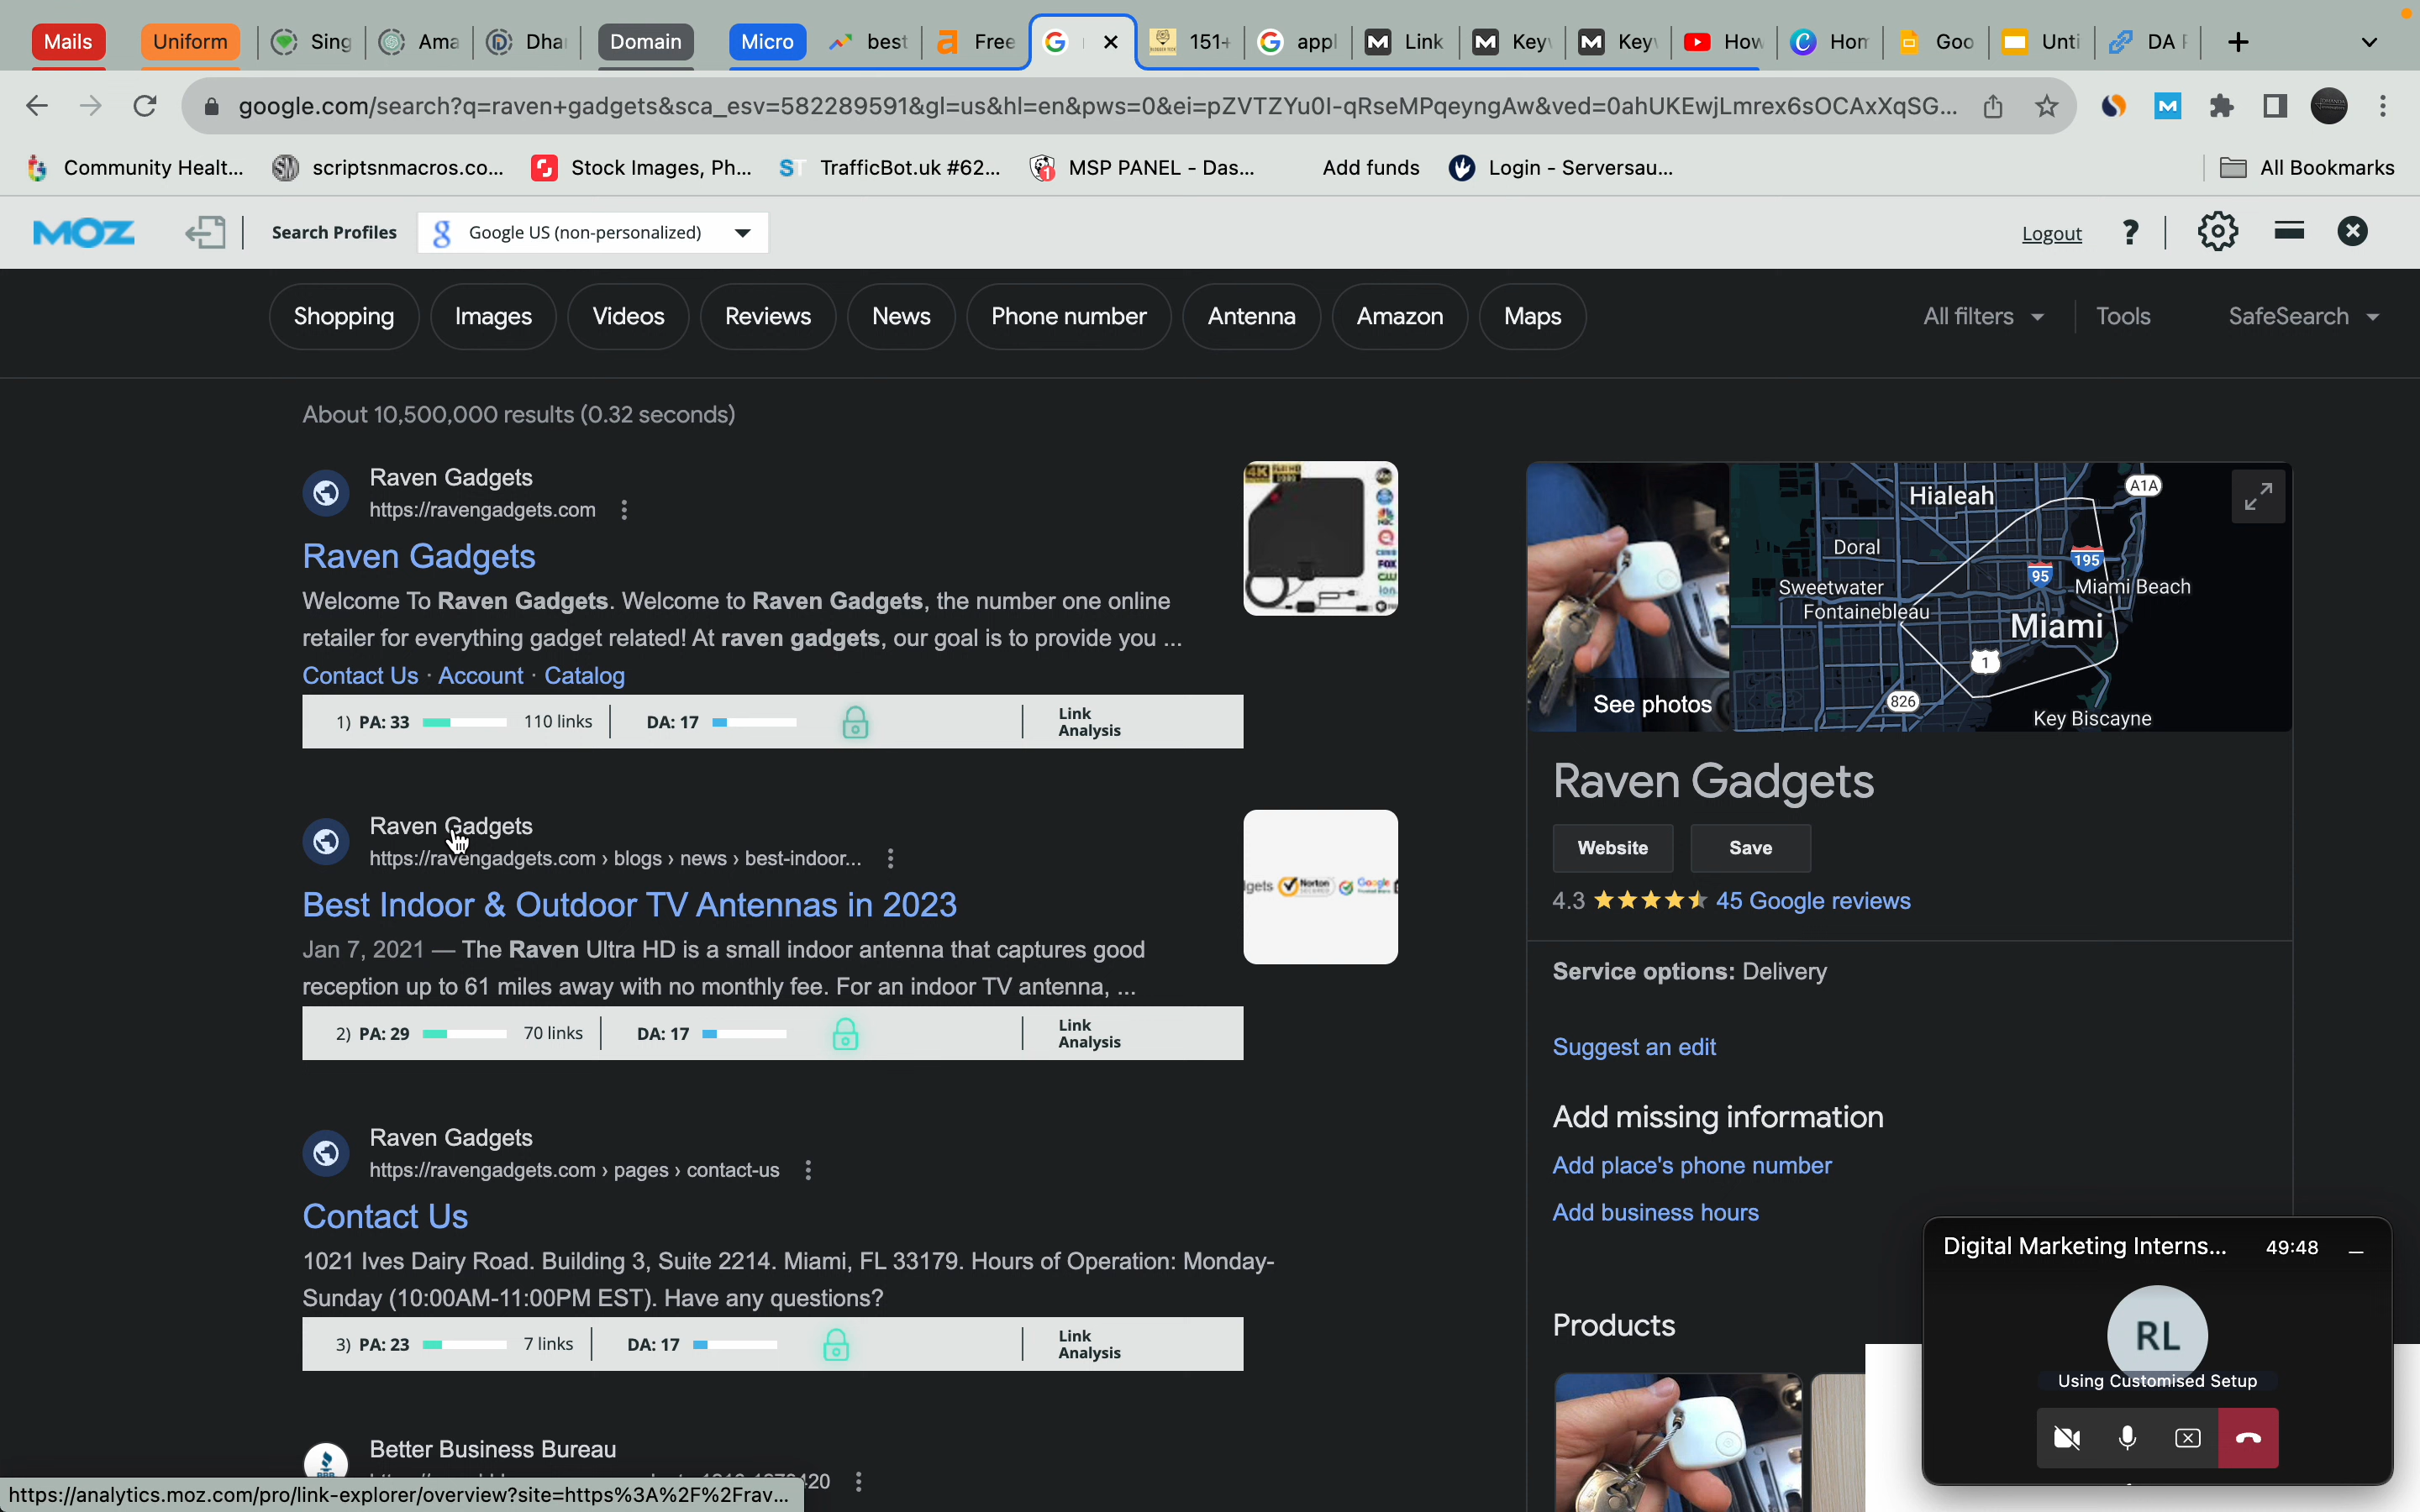 Mails Uniform Sing Ama Dha Domain Micro best Free 151+ appl Link Key Key How Hom Goo Unti DA
google.com/search?q=raven+gadgets&sca_esv=582289591&gl=us&hl=en&pws=0&ei=pZVTZYu0I-qRseMPqeyngAw&ved=0ahUKEwjLmrex6sOCAxXqSG...
Community Healt... scriptsnmacros.co... Stock Images, Ph... TrafficBot.uk #62... MSP PANEL - Das... Add funds Login - Serversau... All Bookmarks
MOZ Search Profiles Google US (non-personalized) Logout ?
Shopping Images Videos Reviews News Phone number Antenna Amazon Maps All filters Tools SafeSearch
About 10,500,000 results (0.32 seconds)
Raven Gadgets
https://ravengadgets.com
Raven Gadgets
Welcome To Raven Gadgets. Welcome to Raven Gadgets, the number one online
retailer for everything gadget related! At raven gadgets, our goal is to provide you ...
Contact Us · Account · Catalog
1) PA: 33 110 links DA: 17 Link
Analysis
Raven Gadgets
https://ravengadgets.com › blogs › news › best-indoor...
Best Indoor & Outdoor TV Antennas in 2023
Jan 7, 2021 — The Raven Ultra HD is a small indoor antenna that captures good
reception up to 61 miles away with no monthly fee. For an indoor TV antenna, ...
2) PA: 29 70 links DA: 17 Link
Analysis
Raven Gadgets
https://ravengadgets.com › pages › contact-us
Contact Us
1021 Ives Dairy Road. Building 3, Suite 2214. Miami, FL 33179. Hours of Operation: Monday-
Sunday (10:00AM-11:00PM EST). Have any questions?
3) PA: 23 7 links DA: 17 Link
Analysis
Better Business Bureau
https://analytics.moz.com/pro/link-explorer/overview?site=https%3A%2F%2Frav...
4K
FOX
CW
ion
gets Norton Google
Hialeah
A1A
Doral
195
95
Sweetwater
Miami Beach
Fontainebleau
Miami
1
826
See photos
Key Biscayne
Raven Gadgets
Website Save
4.3 45 Google reviews
Service options: Delivery
Suggest an edit
Add missing information
Add place's phone number
Add business hours
Products
Digital Marketing Interns... 49:48
RL
Using Customised Setup